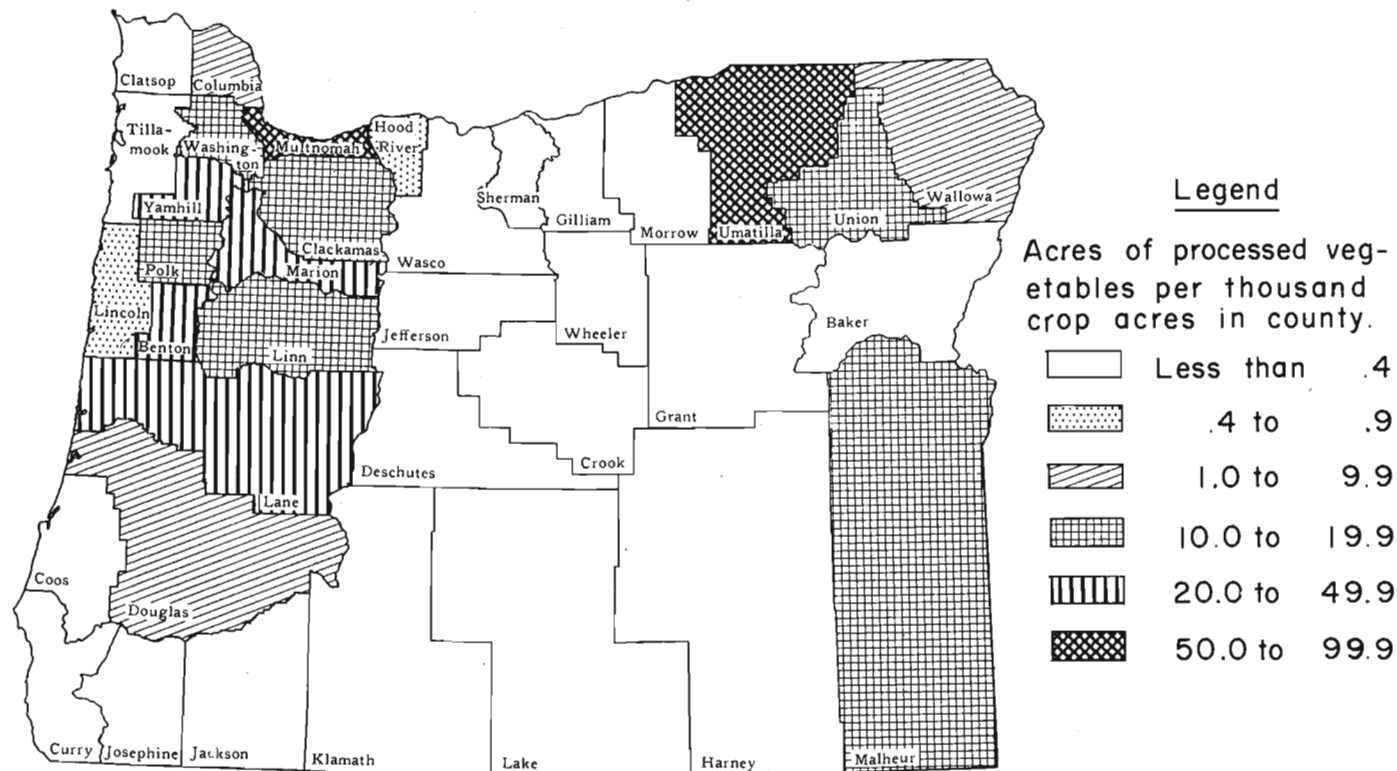 Clatsop
Columbia
Tilla-
mook
Washing-
ton
Multnomah
Hood
River
Sherman
Gilliam
Morrow
Umatilla
Union
Wallowa
Yamhill
Clackamas
Polk
Marion
Wasco
Lincoln
Benton
Linn
Jefferson
Wheeler
Baker
Grant
Crook
Deschutes
Lane
Coos
Douglas
Curry
Josephine
Jackson
Klamath
Lake
Harney
Malheur
Legend
Acres of processed veg-
etables per thousand
crop acres in county.
Less than .4
.4 to .9
1.0 to 9.9
10.0 to 19.9
20.0 to 49.9
50.0 to 99.9